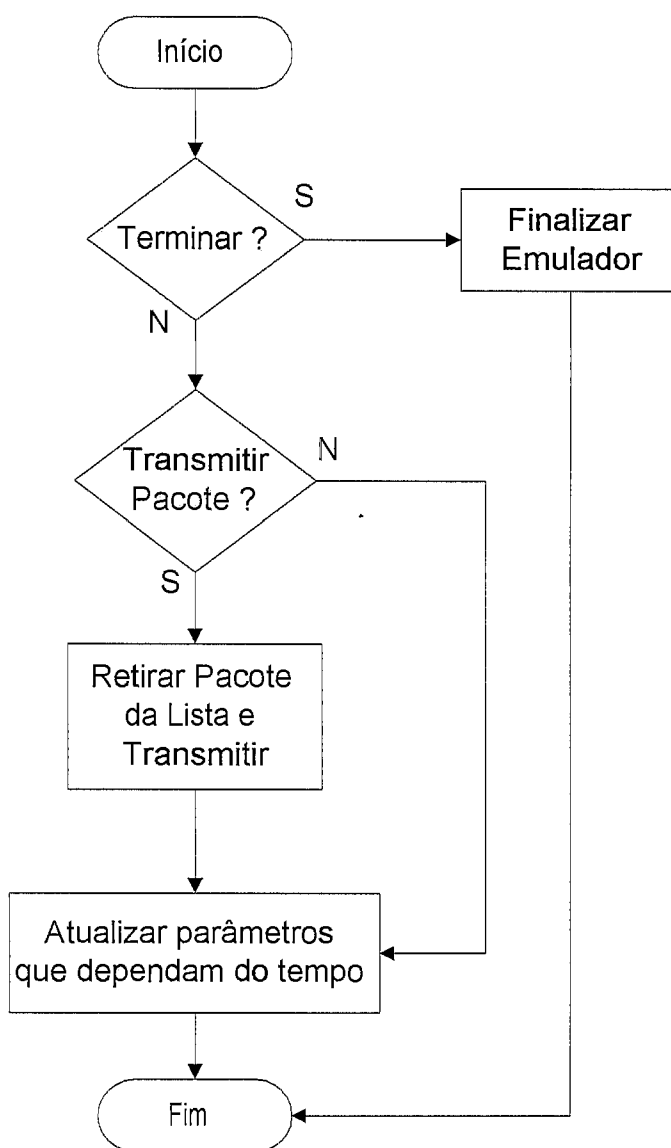 Início
Terminar ?
S
Finalizar
Emulador
N
Transmitir
Pacote ?
N
S
Retirar Pacote
da Lista e
Transmitir
Atualizar parâmetros
que dependam do tempo
Fim